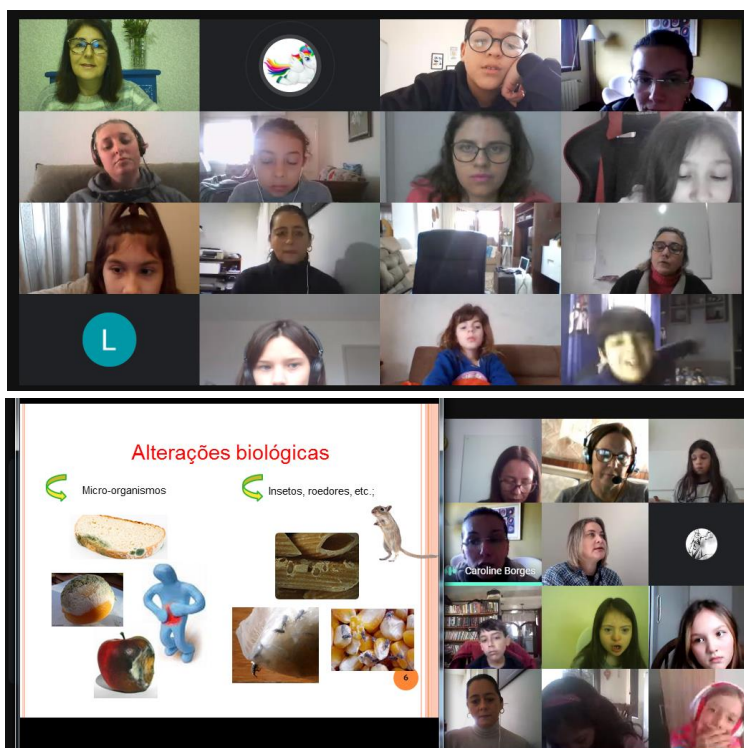 L
Alterações biológicas
Micro-organismos
Insetos, roedores, etc.;
6
Caroline Borges